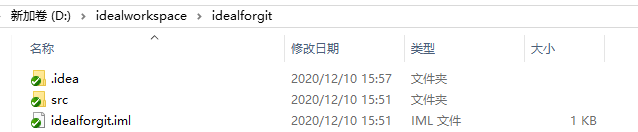 新加卷 (D:) > idealworkspace > idealforgit
名称 修改日期 类型 大小
.idea 2020/12/10 15:57 文件夹
src 2020/12/10 15:51 文件夹
idealforgit.iml 2020/12/10 15:51 IML 文件 1 KB